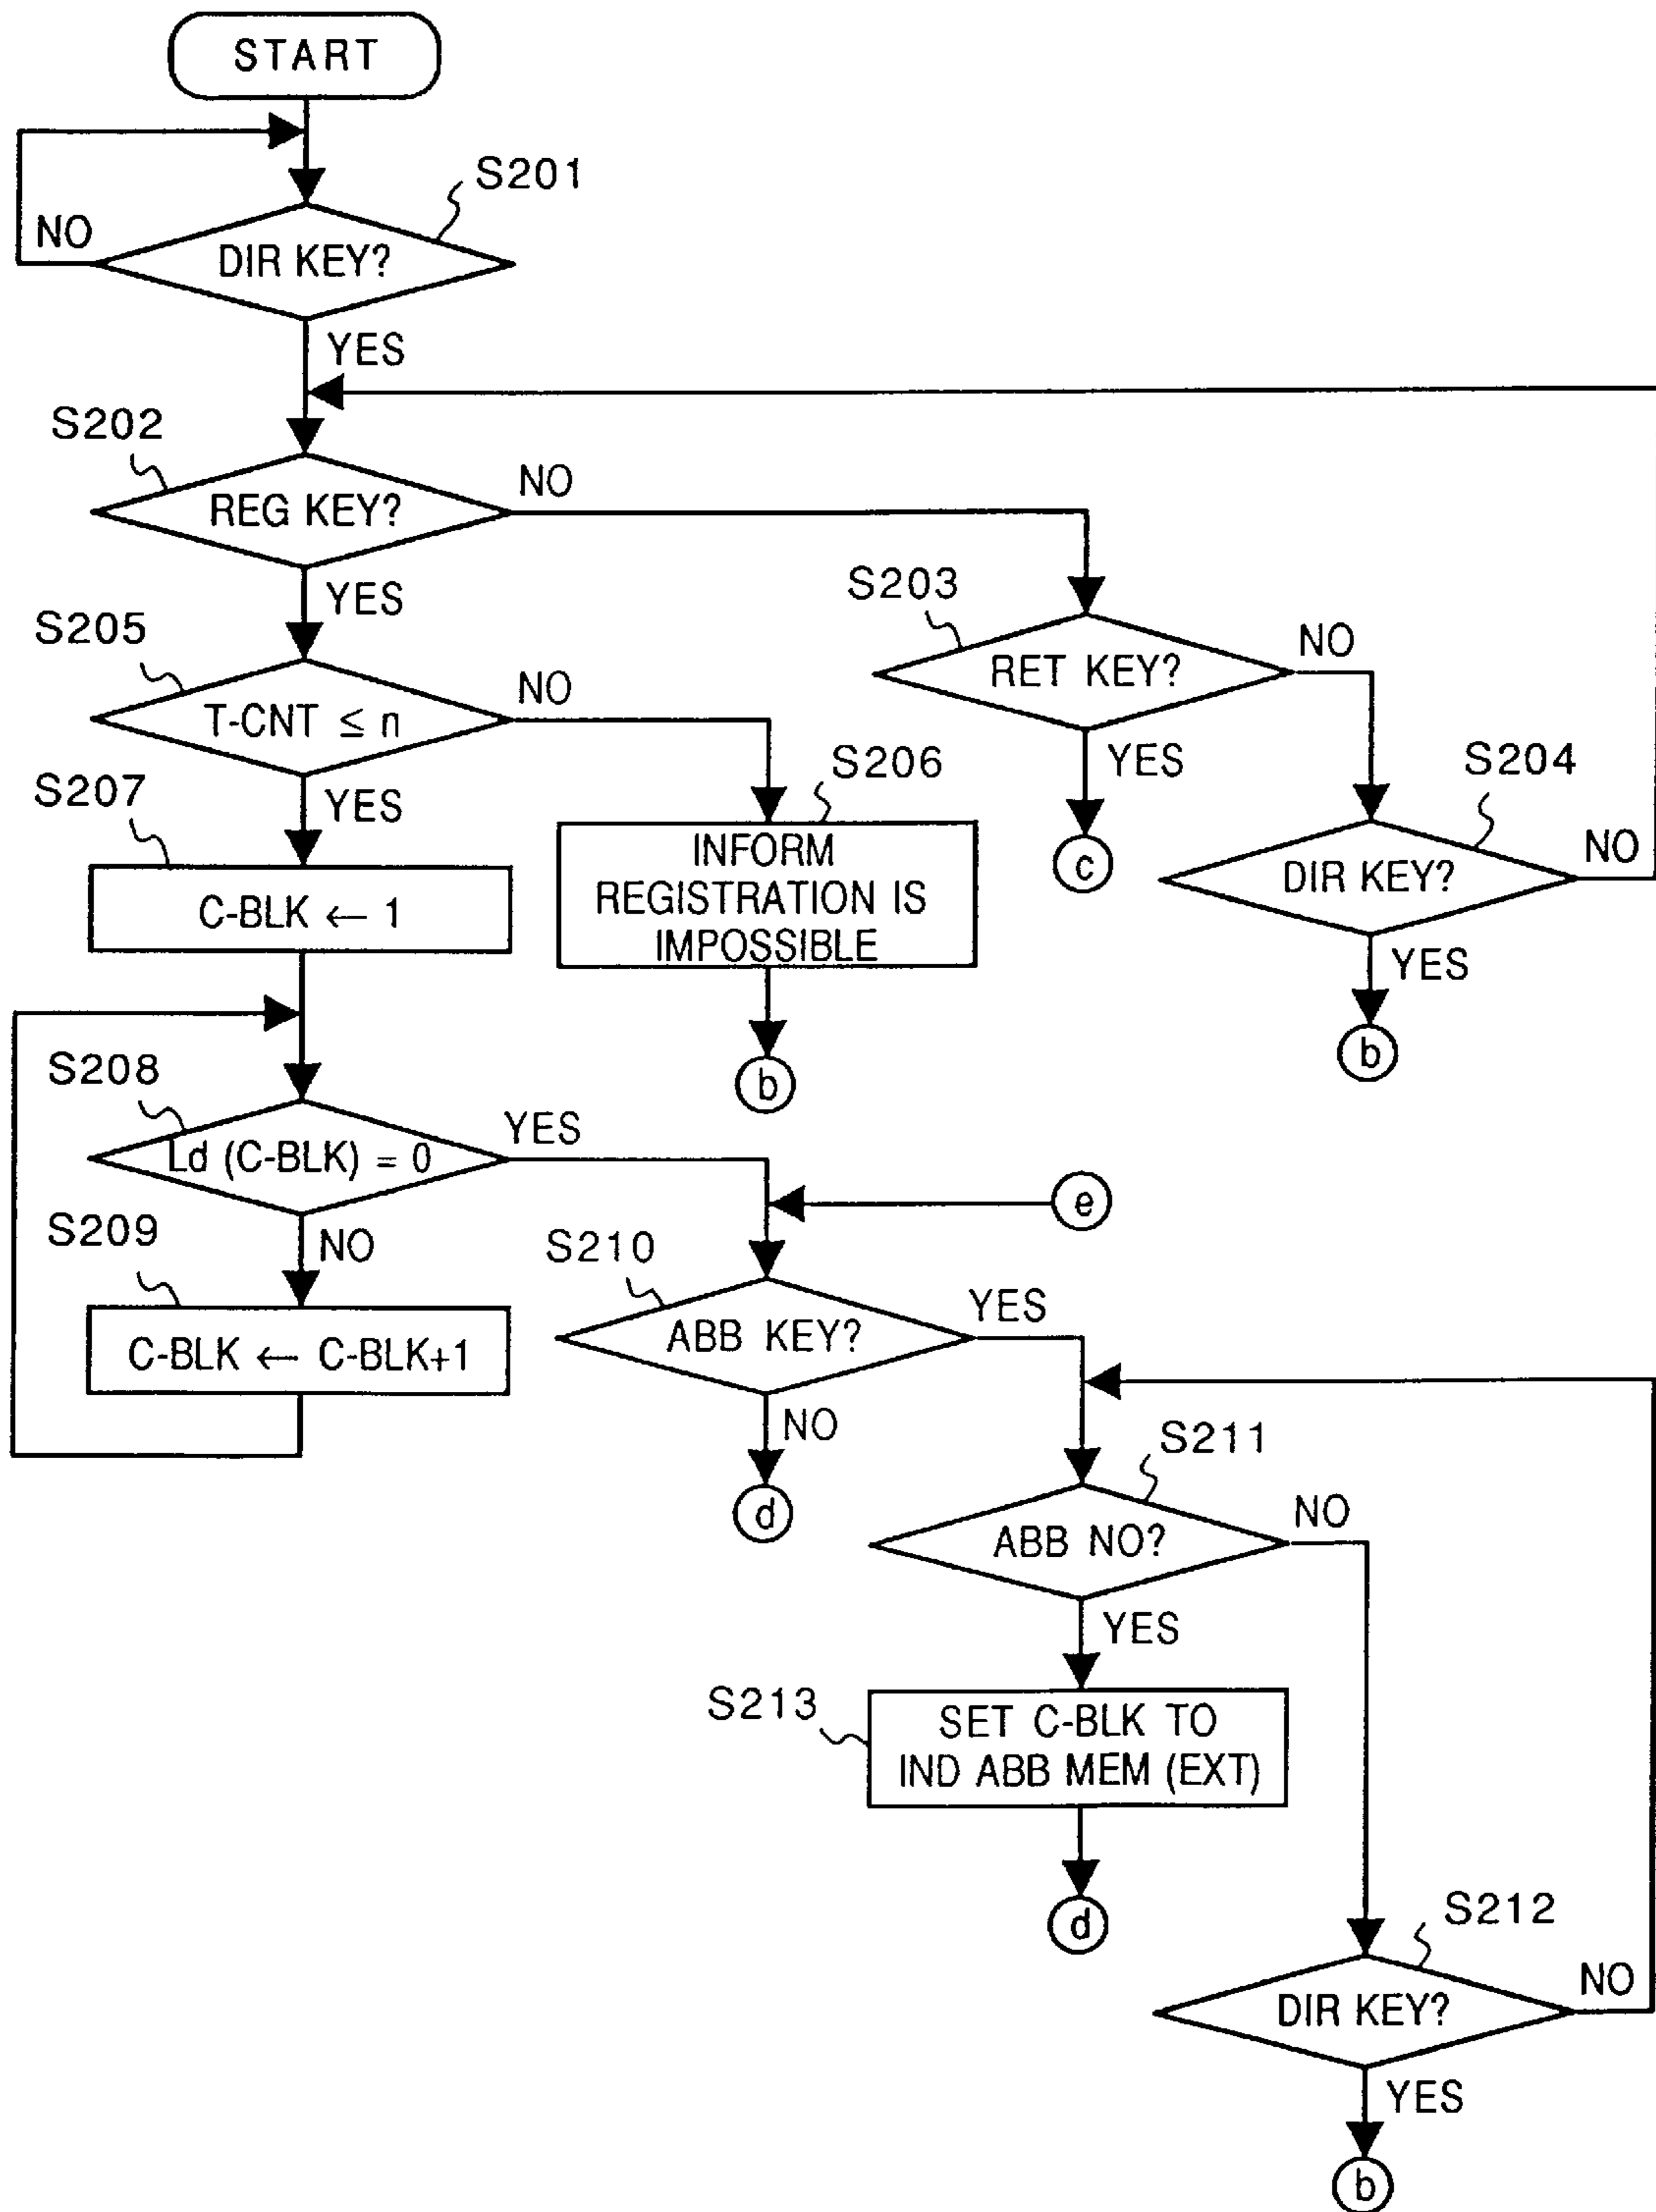 START
S201
NO
DIR KEY?
YES
S202
NO
REG KEY?
YES
S203
S205
NO
RET KEY?
NO
T-CNT ≤ n
YES
S204
S206
S207
YES
NO
INFORM
REGISTRATION IS
IMPOSSIBLE
c
DIR KEY?
C-BLK ← 1
YES
b
S208
b
YES
Ld (C-BLK) = 0
e
S209
NO
S210
YES
ABB KEY?
C-BLK ← C-BLK+1
NO
S211
d
NO
ABB NO?
YES
S213
SET C-BLK TO
IND ABB MEM (EXT)
d
S212
NO
DIR KEY?
YES
b